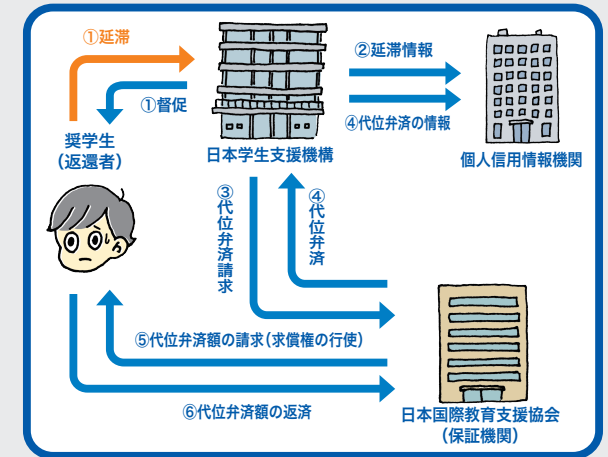 ①延滞
①督促
奨学生
(返還者)
日本学生支援機構
②延滞情報
④代位弁済の情報
個人信用情報機関
③代位弁済請求
④代位弁済
⑤代位弁済額の請求(求償権の行使)
⑥代位弁済額の返済
日本国際教育支援協会
(保証機関)